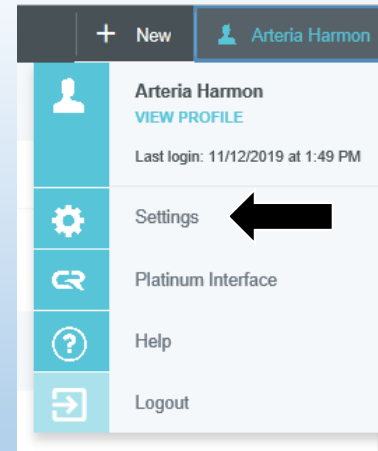 + New Arteria Harmon
Arteria Harmon
VIEW PROFILE
Last login: 11/12/2019 at 1:49 PM
Settings
CR Platinum Interface
? Help
Logout